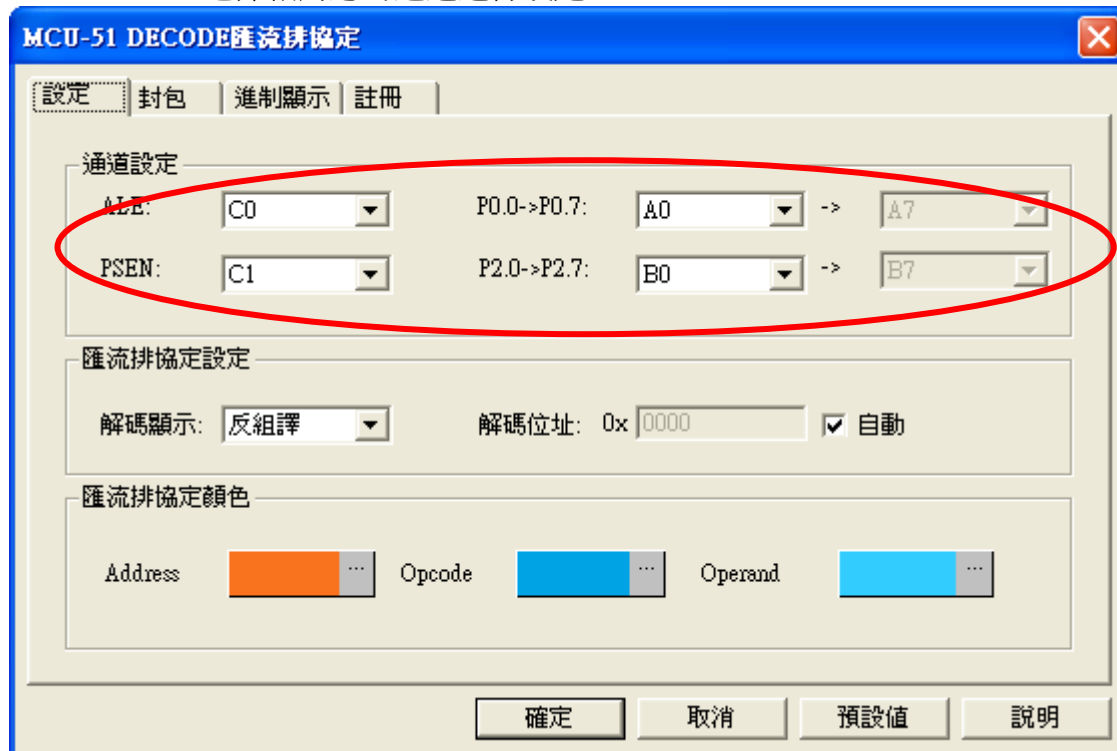 MCU-51 DECODE匯流排協定
設定 封包 進制顯示 註冊
通道設定
ALE: C0 P0.0->P0.7: A0 -> A7
PSEN: C1 P2.0->P2.7: B0 -> B7
匯流排協定設定
解碼顯示: 反組譯 解碼位址: 0x 0000 自動
匯流排協定顏色
Address ... Opcode ... Operand ...
確定 取消 預設值 說明